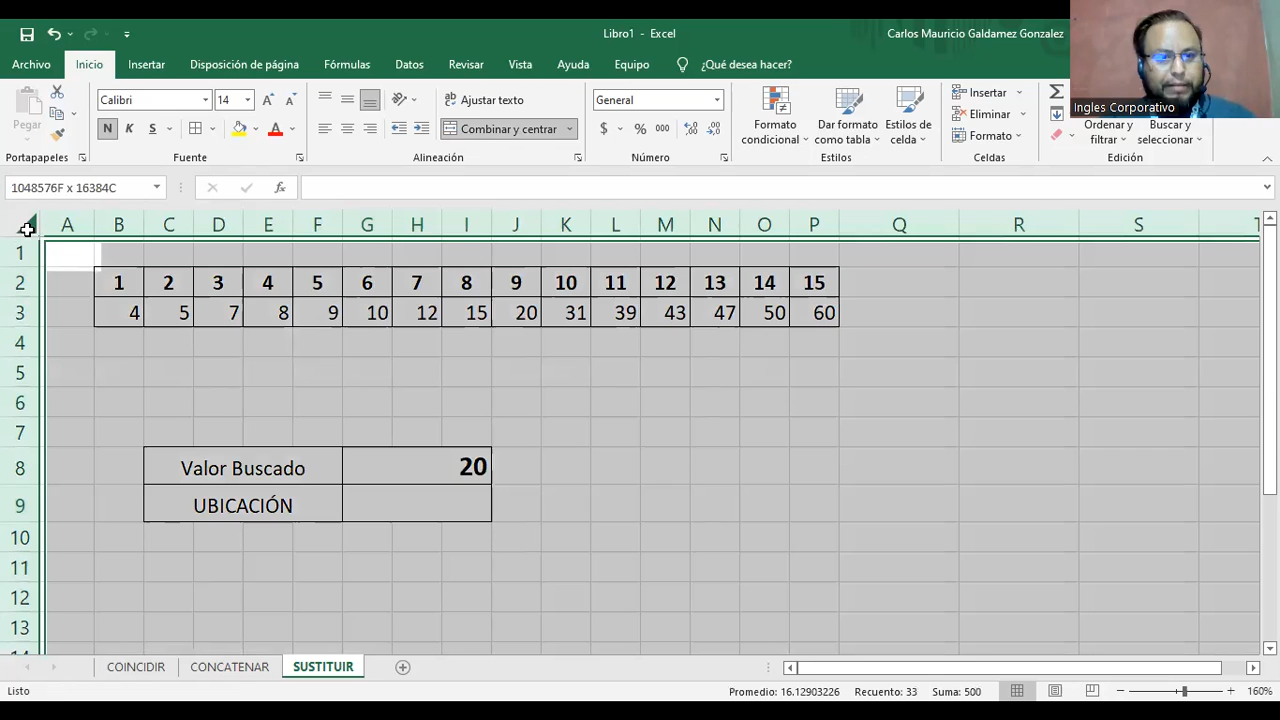 Libro1 - Excel
Carlos Mauricio Galdamez Gonzalez
Archivo Inicio Insertar Disposición de página Fórmulas Datos Revisar Vista Ayuda Equipo ¿Qué desea hacer?
Pegar
Calibri 14
N K S
Ajustar texto
Combinar y centrar
General
$ % 000
Formato condicional
Dar formato como tabla
Estilos de celda
Insertar
Eliminar
Formato
Ordenar y filtrar
Buscar y seleccionar
Ingles Corporativo
Portapapeles Fuente Alineación Número Estilos Celdas Edición
1048576F x 16384C
fx
A B C D E F G H I J K L M N O P Q R S T
1
2 1 2 3 4 5 6 7 8 9 10 11 12 13 14 15
3 4 5 7 8 9 10 12 15 20 31 39 43 47 50 60
4
5
6
7
8 Valor Buscado 20
9 UBICACIÓN
10
11
12
13
14
COINCIDIR CONCATENAR SUSTITUIR
Listo
Promedio: 16.12903226 Recuento: 33 Suma: 500
160%